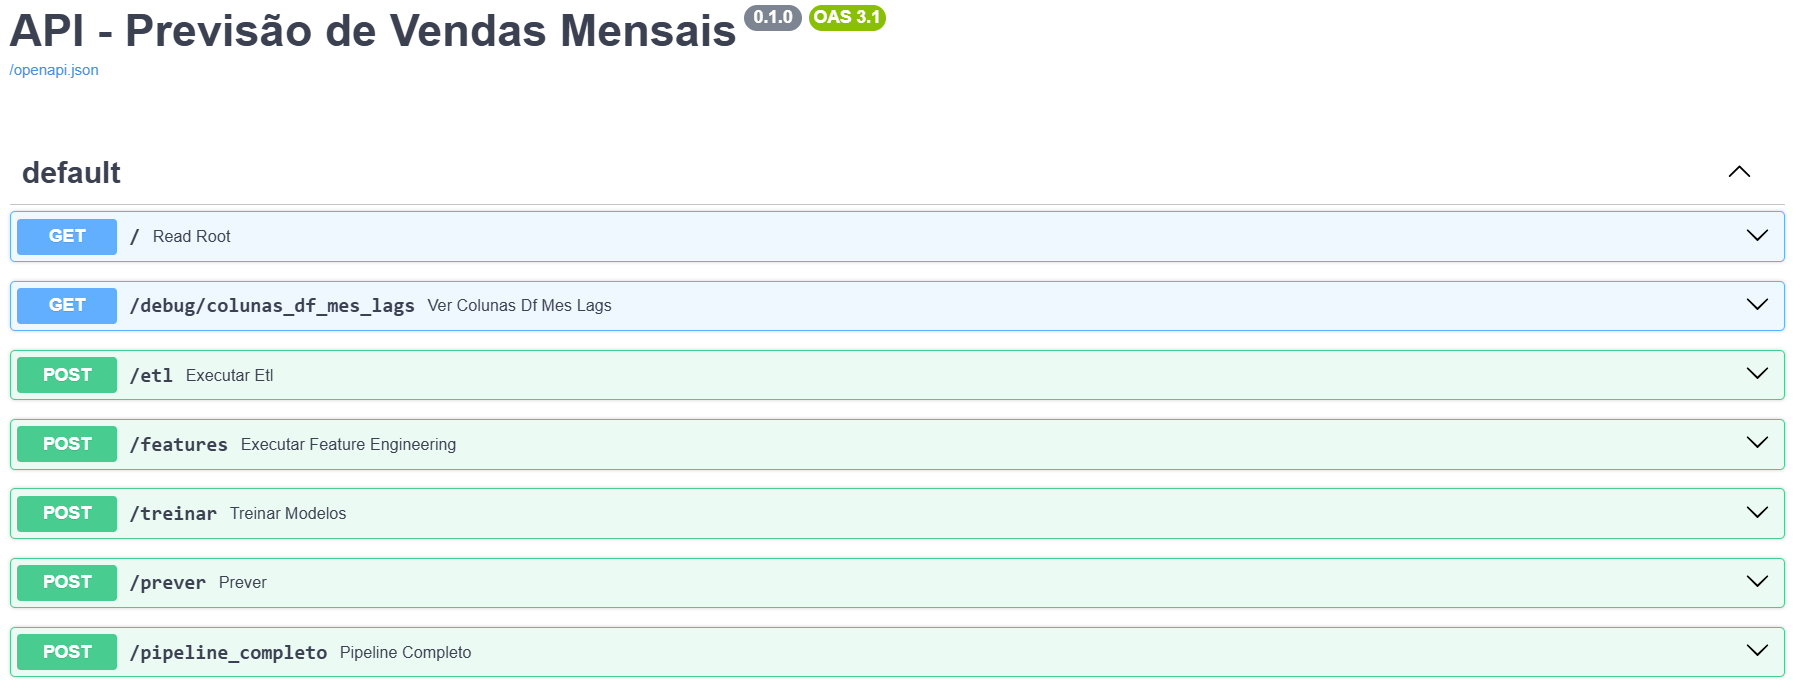 API - Previsão de Vendas Mensais 0.1.0 OAS 3.1
/openapi.json
default
GET / Read Root
GET /debug/colunas_df_mes_lags Ver Colunas Df Mes Lags
POST /etl Executar Etl
POST /features Executar Feature Engineering
POST /treinar Treinar Modelos
POST /prever Prever
POST /pipeline_completo Pipeline Completo